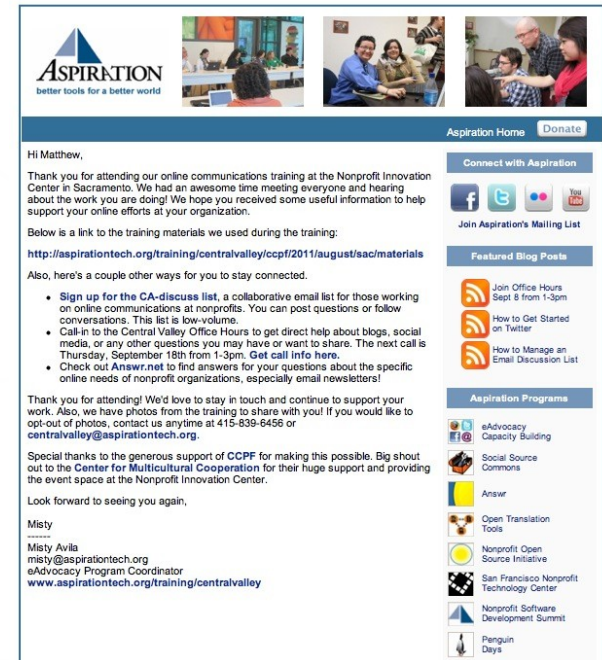 ASPIRATION
better tools for a better world
Aspiration Home
Donate
Hi Matthew,
Thank you for attending our online communications training at the Nonprofit Innovation
Center in Sacramento. We had an awesome time meeting everyone and hearing
about the work you are doing! We hope you received some useful information to help
support your online efforts at your organization.
Below is a link to the training materials we used during the training:
http://aspirationtech.org/training/centralvalley/ccpf/2011/august/sac/materials
Also, here's a couple other ways for you to stay connected.
Sign up for the CA-discuss list, a collaborative email list for those working
on online communications at nonprofits. You can post questions or follow
conversations. This list is low-volume.
Call-in to the Central Valley Office Hours to get direct help about blogs, social
media, or any other questions you may have or want to share. The next call is
Thursday, September 18th from 1-3pm. Get call info here.
Check out Answr.net to find answers for your questions about the specific
online needs of nonprofit organizations, especially email newsletters!
Thank you for attending! We'd love to stay in touch and continue to support your
work. Also, we have photos from the training to share with you! If you would like to
opt-out of photos, contact us anytime at 415-839-6456 or
centralvalley@aspirationtech.org.
Special thanks to the generous support of CCPF for making this possible. Big shout
out to the Center for Multicultural Cooperation for their huge support and providing
the event space at the Nonprofit Innovation Center.
Look forward to seeing you again,
Misty
------
Misty Avila
misty@aspirationtech.org
eAdvocacy Program Coordinator
www.aspirationtech.org/training/centralvalley
Connect with Aspiration
You
Tube
Join Aspiration's Mailing List
Featured Blog Posts
Join Office Hours
Sept 8 from 1-3pm
How to Get Started
on Twitter
How to Manage an
Email Discussion List
Aspiration Programs
eAdvocacy
Capacity Building
Social Source
Commons
Answr
Open Translation
Tools
Nonprofit Open
Source Initiative
San Francisco Nonprofit
Technology Center
Nonprofit Software
Development Summit
Penguin
Days